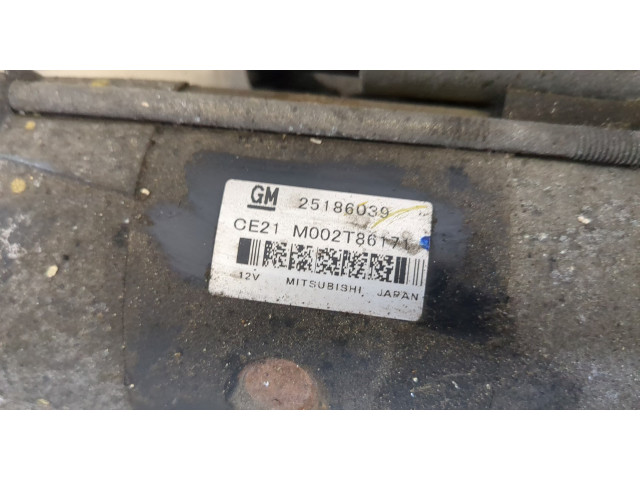 GM 25186039
CE21 M002T86171
12V MITSUBISHI JAPAN